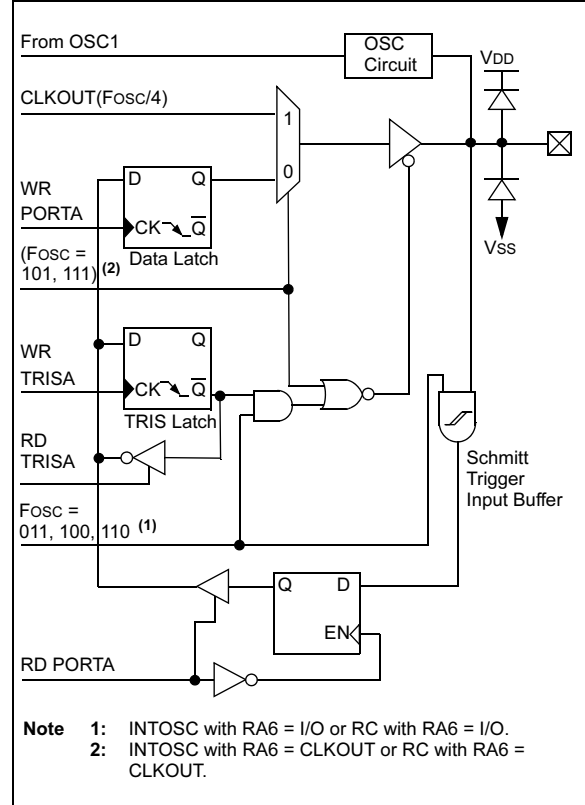 From OSC1
OSC
Circuit
VDD
CLKOUT(FOSC/4)
1
0
WR
PORTA
D
Q
CK
Q
Data Latch
VSS
(FOSC =
101, 111) (2)
WR
TRISA
D
Q
CK
Q
TRIS Latch
RD
TRISA
Schmitt
Trigger
Input Buffer
FOSC =
011, 100, 110 (1)
Q
D
EN
RD PORTA
Note 1: INTOSC with RA6 = I/O or RC with RA6 = I/O.
2: INTOSC with RA6 = CLKOUT or RC with RA6 =
CLKOUT.